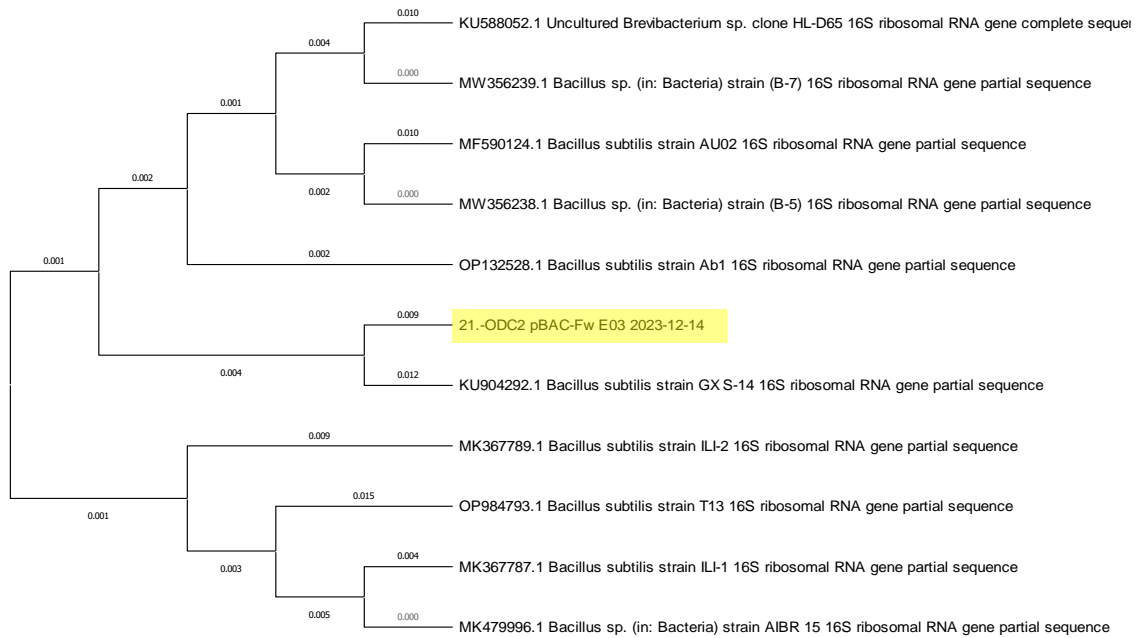 0.010
KU588052.1 Uncultured Brevibacterium sp. clone HL-D65 16S ribosomal RNA gene complete sequer
0.004
0.000
MW356239.1 Bacillus sp. (in: Bacteria) strain (B-7) 16S ribosomal RNA gene partial sequence
0.001
0.010
MF590124.1 Bacillus subtilis strain AU02 16S ribosomal RNA gene partial sequence
0.002
0.002
0.000
MW356238.1 Bacillus sp. (in: Bacteria) strain (B-5) 16S ribosomal RNA gene partial sequence
0.001
0.002
OP132528.1 Bacillus subtilis strain Ab1 16S ribosomal RNA gene partial sequence
0.009
21.-ODC2 pBAC-Fw E03 2023-12-14
0.004
0.012
KU904292.1 Bacillus subtilis strain GX S-14 16S ribosomal RNA gene partial sequence
0.009
MK367789.1 Bacillus subtilis strain ILI-2 16S ribosomal RNA gene partial sequence
0.001
0.015
OP984793.1 Bacillus subtilis strain T13 16S ribosomal RNA gene partial sequence
0.003
0.004
MK367787.1 Bacillus subtilis strain ILI-1 16S ribosomal RNA gene partial sequence
0.005
0.000
MK479996.1 Bacillus sp. (in: Bacteria) strain AIBR 15 16S ribosomal RNA gene partial sequence